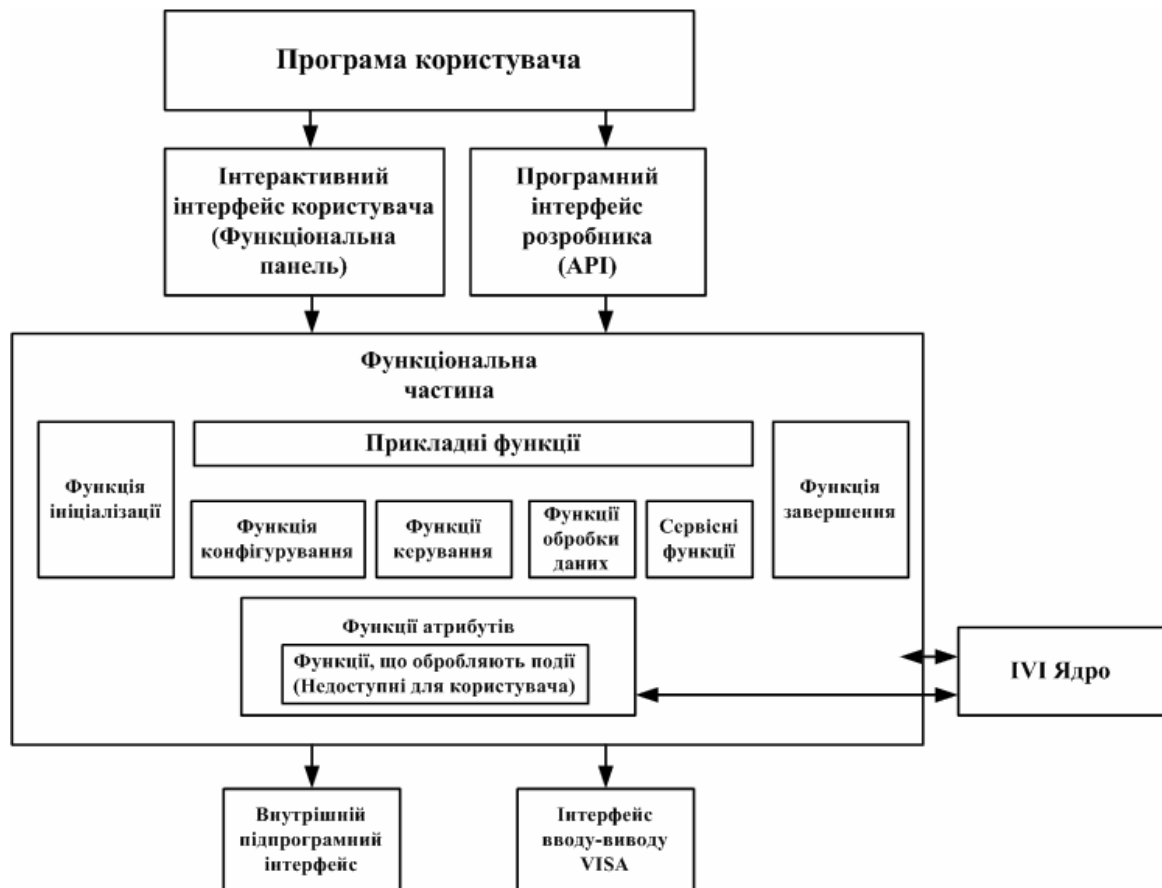 Програма користувача
Інтерактивний
інтерфейс користувача
(Функціональна
панель)
Програмний
інтерфейс
розробника
(API)
Функціональна
частина
Функція
ініціалізації
Прикладні функції
Функція
конфігурування
Функції
керування
Функції
обробки
даних
Сервісні
функції
Функція
завершення
Функції атрибутів
Функції, що обробляють події
(Недоступні для користувача)
IVI Ядро
Внутрішній
підпрограмний
інтерфейс
Інтерфейс
вводу-виводу
VISA